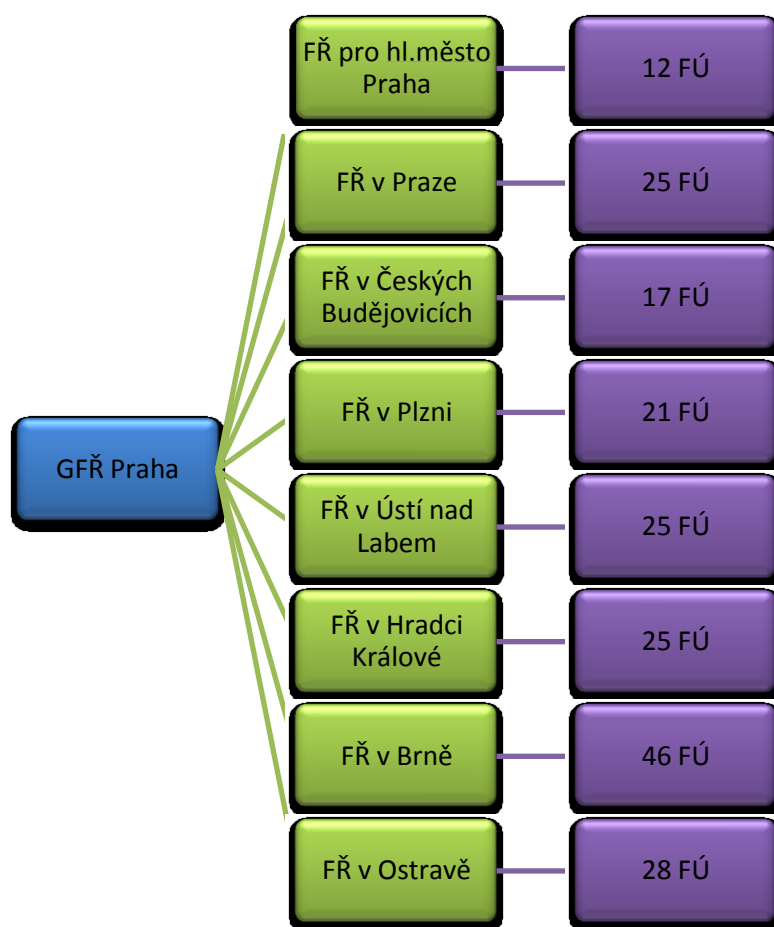 FŘ pro hl.město
Praha
12 FÚ
FŘ v Praze
25 FÚ
FŘ v Českých
Budějovicích
17 FÚ
FŘ v Plzni
21 FÚ
GFŘ Praha
FŘ v Ústí nad
Labem
25 FÚ
FŘ v Hradci
Králové
25 FÚ
FŘ v Brně
46 FÚ
FŘ v Ostravě
28 FÚ